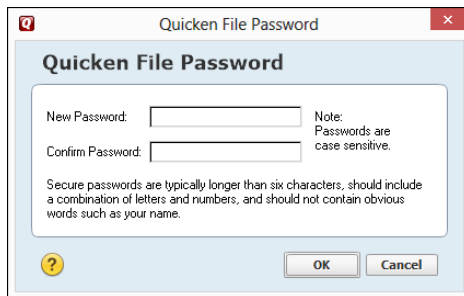 Quicken File Password
Quicken File Password
New Password:
Note:
Passwords are
case sensitive.
Confirm Password:
Secure passwords are typically longer than six characters, should include
a combination of letters and numbers, and should not contain obvious
words such as your name.
?
OK
Cancel